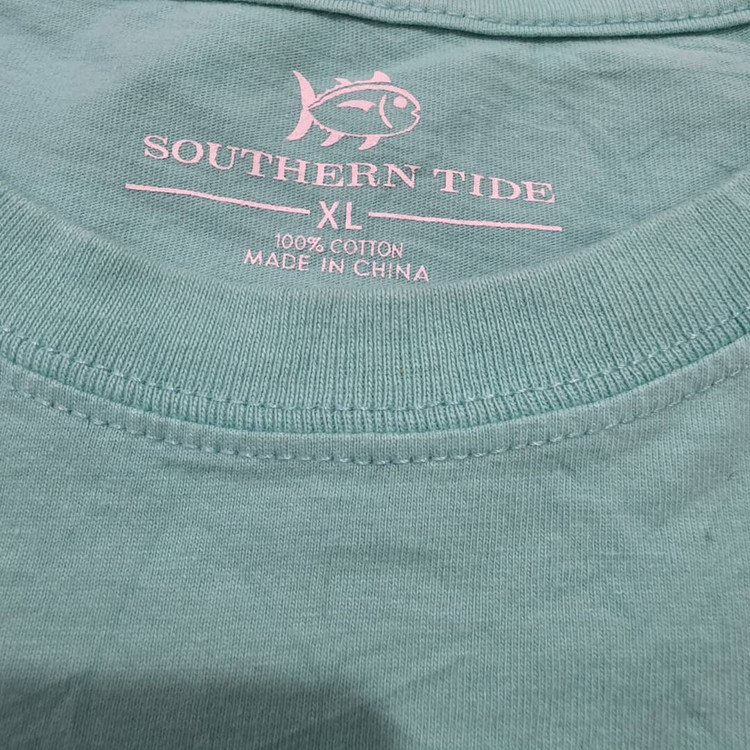 SOUTHERN TIDE
XL
100% COTTON
MADE IN CHINA